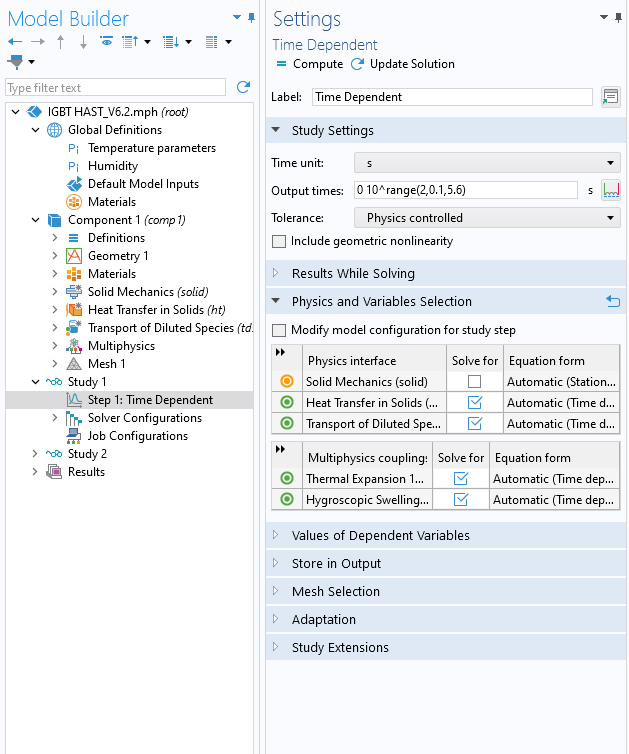 Model Builder
Type filter text
IGBT HAST_V6.2.mph (root)
Global Definitions
Pi Temperature parameters
Pi Humidity
Default Model Inputs
Materials
Component 1 (comp1)
Definitions
Geometry 1
Materials
Solid Mechanics (solid)
Heat Transfer in Solids (ht)
Transport of Diluted Species (td.
Multiphysics
Mesh 1
Study 1
Step 1: Time Dependent
Solver Configurations
Job Configurations
Study 2
Results
Settings
Time Dependent
= Compute Update Solution
Label: Time Dependent
Study Settings
Time unit: s
Output times: 0 10^range(2,0.1,5.6) s
Tolerance: Physics controlled
Include geometric nonlinearity
Results While Solving
Physics and Variables Selection
Modify model configuration for study step
Physics interface Solve for Equation form
Solid Mechanics (solid) Automatic (Station...
Heat Transfer in Solids (... Automatic (Time d...
Transport of Diluted Spe... Automatic (Time d...
Multiphysics couplings Solve for Equation form
Thermal Expansion 1... Automatic (Time dep...
Hygroscopic Swelling... Automatic (Time dep...
Values of Dependent Variables
Store in Output
Mesh Selection
Adaptation
Study Extensions